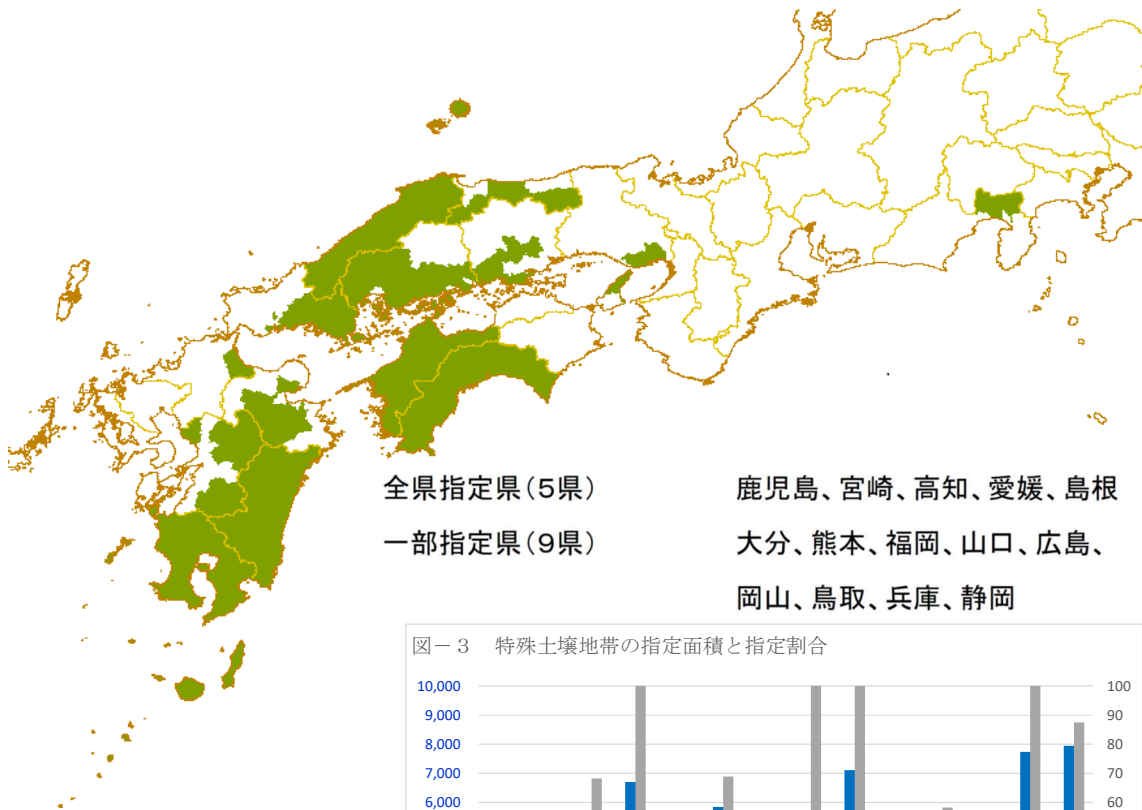 全県指定県(5県) 鹿児島、宮崎、高知、愛媛、島根
一部指定県(9県) 大分、熊本、福岡、山口、広島、
岡山、鳥取、兵庫、静岡
図－3 特殊土壌地帯の指定面積と指定割合
10,000 100
9,000 90
8,000 80
7,000 70
6,000 60